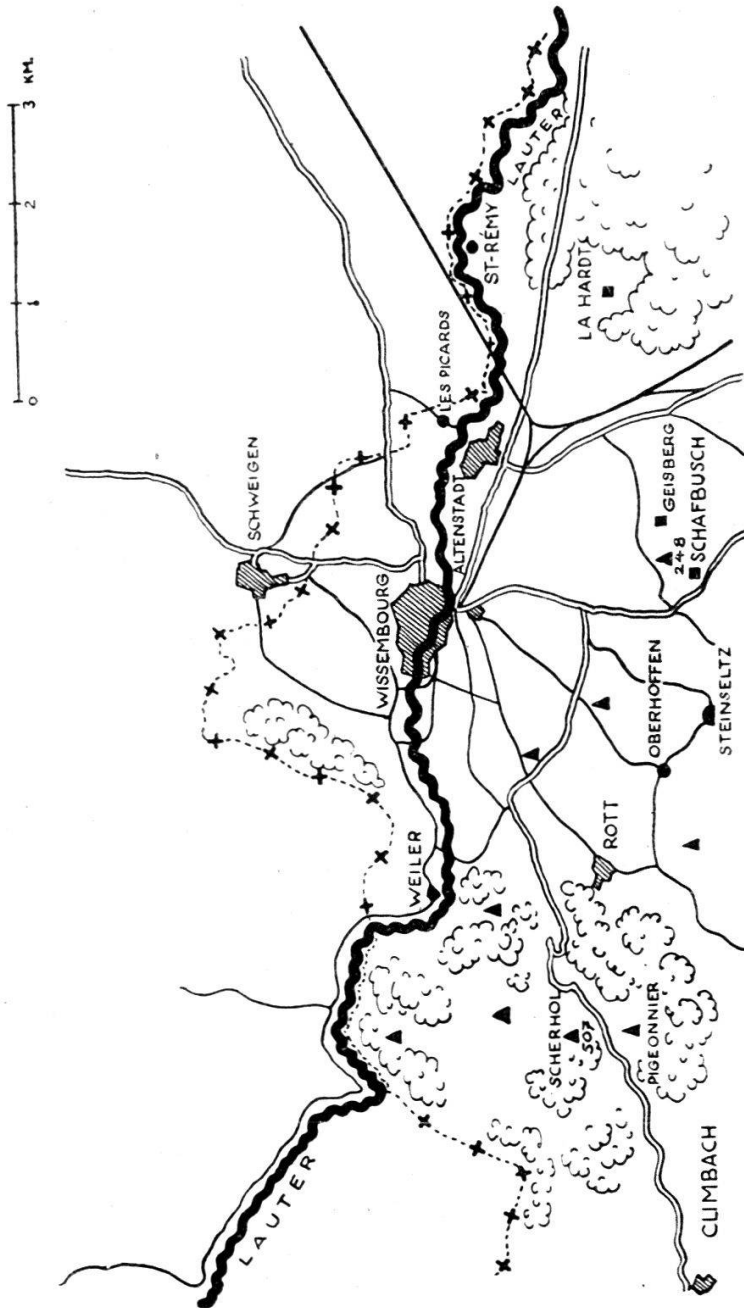 0 1 2 3 KM.
SCHWEIGEN
LES PICARDS
LAUTER
ST-RÉMY
WISSEMBOURG
ALTENSTADT
LA HARDT
LAUTER
WEILER
GEISBERG
248
SCHAFBUSCH
OBERHOFFEN
STEINSELTZ
ROTT
SCHERHOL
507
PIGEONNIER
CLIMBACH